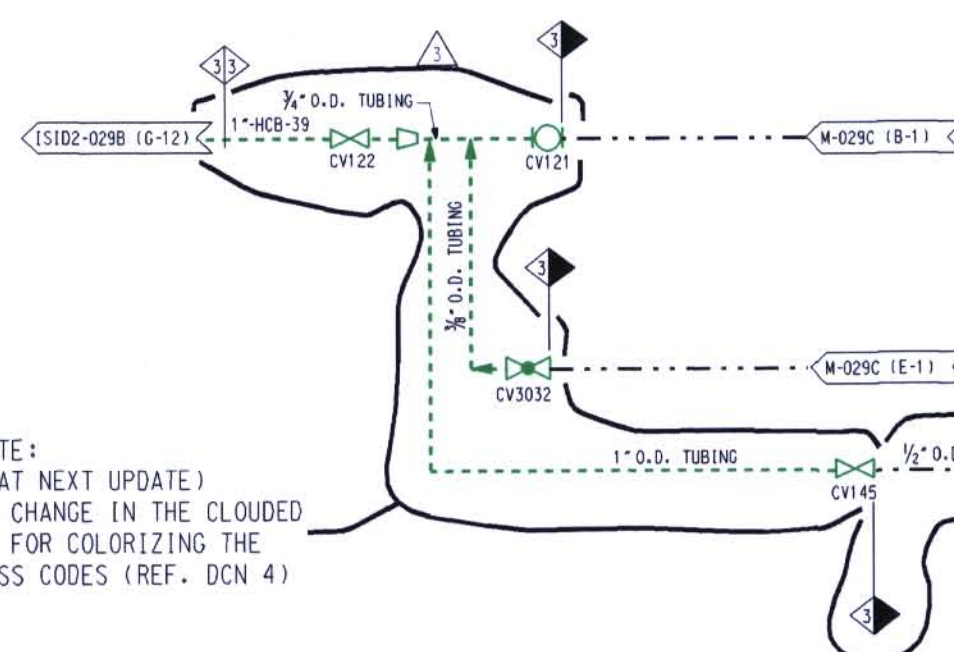 3
3
3 3
3/4" O.D. TUBING
1"-HCB-39
ISID2-029B (G-12)
M-029C (B-1)
CV122
CV121
3/8" O.D. TUBING
3
M-029C (E-1)
CV3032
1" O.D. TUBING
1/2" O.D
CV145
TE:
AT NEXT UPDATE)
CHANGE IN THE CLOUDED
FOR COLORIZING THE
SS CODES (REF. DCN 4)
3